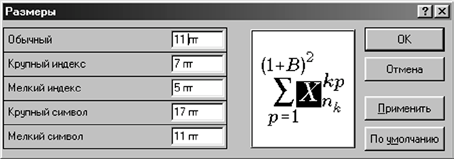 Размеры
Обычный 11 пт
Крупный индекс 7 пт
Мелкий индекс 5 пт
Крупный символ 17 пт
Мелкий символ 11 пт
(1+B)²
∑ X kp
n k
p=1
OK
Отмена
Применить
По умолчанию